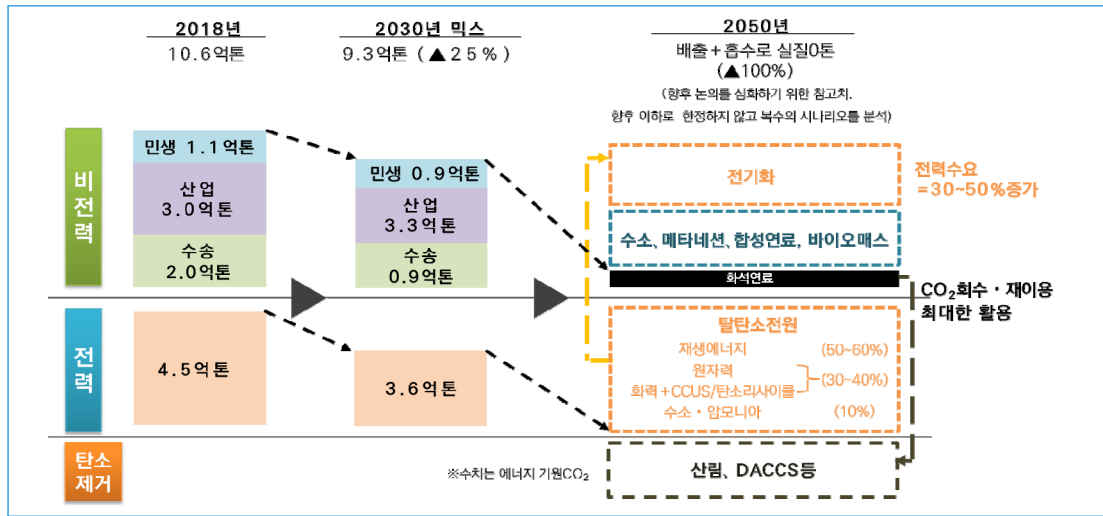 2018년
10.6억톤
2030년 믹스
9.3억톤 (▲25%)
2050년
배출+흡수로 실질0톤
(▲100%)
(향후 논의를 심화하기 위한 참고치.
향후 이하로 한정하지 않고 복수의 시나리오를 분석)
비전력
민생 1.1억톤
산업
3.0억톤
수송
2.0억톤
민생 0.9억톤
산업
3.3억톤
수송
0.9억톤
전기화
전력수요
=30~50%증가
수소、메타네션、합성연료, 바이오매스
화석연료
CO₂회수・재이용
최대한 활용
전력
4.5억톤
3.6억톤
탈탄소전원
재생에너지 (50~60%)
원자력
화력+CCUS/탄소리사이클 (30~40%)
수소・암모니아 (10%)
탄소
제거
※수치는 에너지 기원CO₂
산림、DACCS등